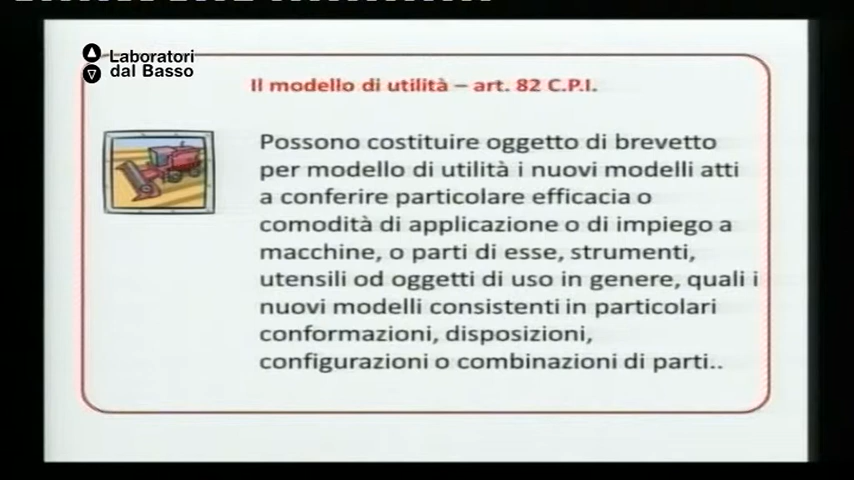 Laboratori
dal Basso
Il modello di utilità – art. 82 C.P.I.
Possono costituire oggetto di brevetto
per modello di utilità i nuovi modelli atti
a conferire particolare efficacia o
comodità di applicazione o di impiego a
macchine, o parti di esse, strumenti,
utensili od oggetti di uso in genere, quali i
nuovi modelli consistenti in particolari
conformazioni, disposizioni,
configurazioni o combinazioni di parti..